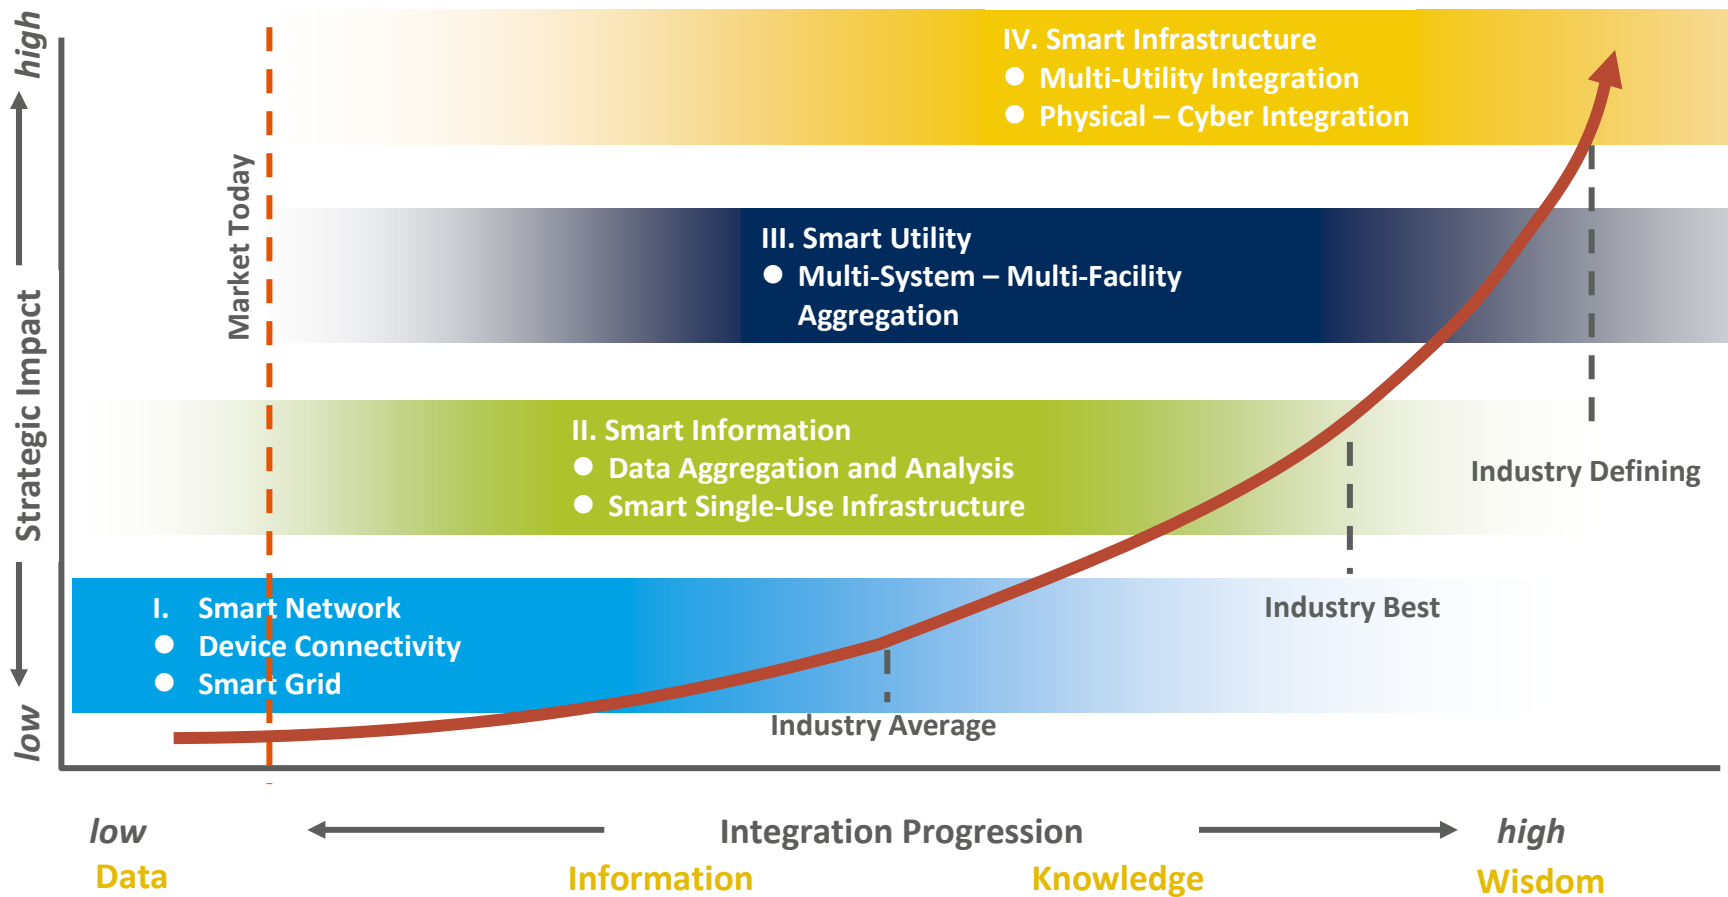 high
Strategic Impact
low
Market Today
IV. Smart Infrastructure
● Multi-Utility Integration
● Physical – Cyber Integration
III. Smart Utility
● Multi-System – Multi-Facility
Aggregation
II. Smart Information
● Data Aggregation and Analysis
● Smart Single-Use Infrastructure
I. Smart Network
● Device Connectivity
● Smart Grid
Industry Average
Industry Best
Industry Defining
low
Integration Progression
high
Data
Information
Knowledge
Wisdom